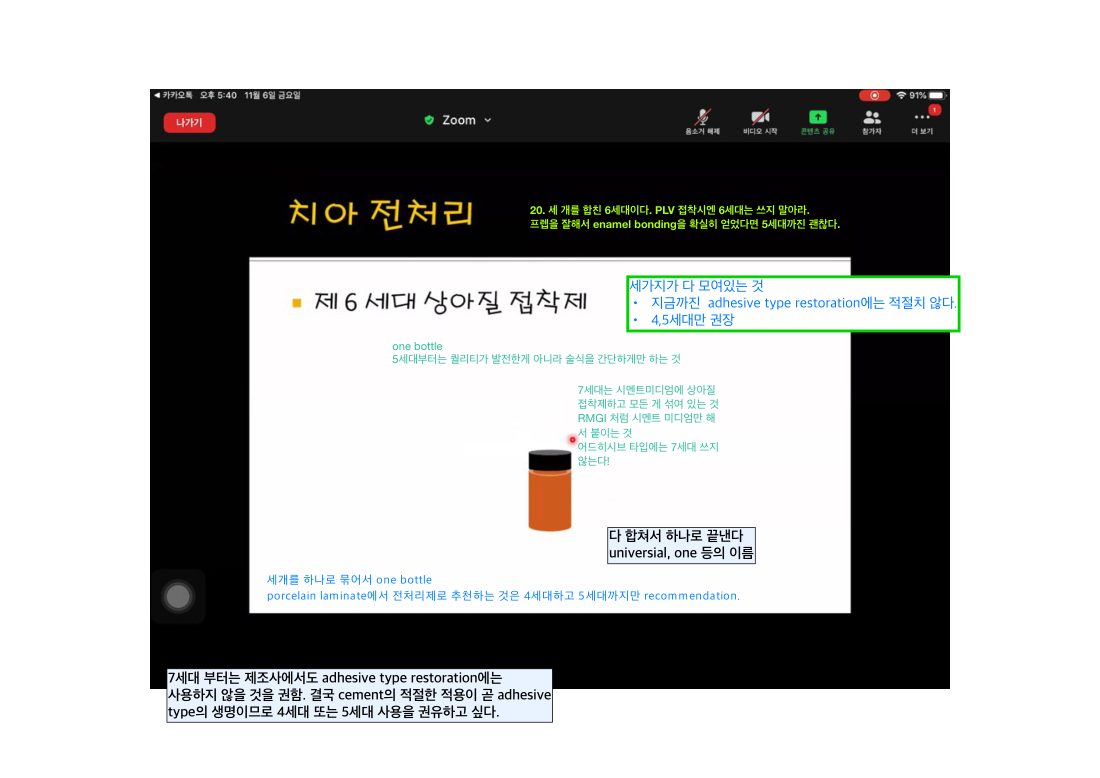 ◀ 카카오톡 오후 5:40 11월 6일 금요일
91%
나가기
Zoom
음소거 해제
비디오 시작
콘텐츠 공유
참가자
1
더 보기
치아 전처리
20. 세 개를 합친 6세대이다. PLV 접착시엔 6세대는 쓰지 말아라.
프렙을 잘해서 enamel bonding을 확실히 얻었다면 5세대까진 괜찮다.
제 6 세대 상아질 접착제
세가지가 다 모여있는 것
• 지금까진 adhesive type restoration에는 적절치 않다.
• 4,5세대만 권장
one bottle
5세대부터는 퀄리티가 발전한게 아니라 술식을 간단하게만 하는 것
7세대는 시멘트미디엄에 상아질
접착제하고 모든 게 섞여 있는 것
RMGI 처럼 시멘트 미디엄만 해
서 붙이는 것
어드히시브 타입에는 7세대 쓰지
않는다!
다 합쳐서 하나로 끝낸다
universial, one 등의 이름
세개를 하나로 묶어서 one bottle
porcelain laminate에서 전처리제로 추천하는 것은 4세대하고 5세대까지만 recommendation.
7세대 부터는 제조사에서도 adhesive type restoration에는
사용하지 않을 것을 권함. 결국 cement의 적절한 적용이 곧 adhesive
type의 생명이므로 4세대 또는 5세대 사용을 권유하고 싶다.